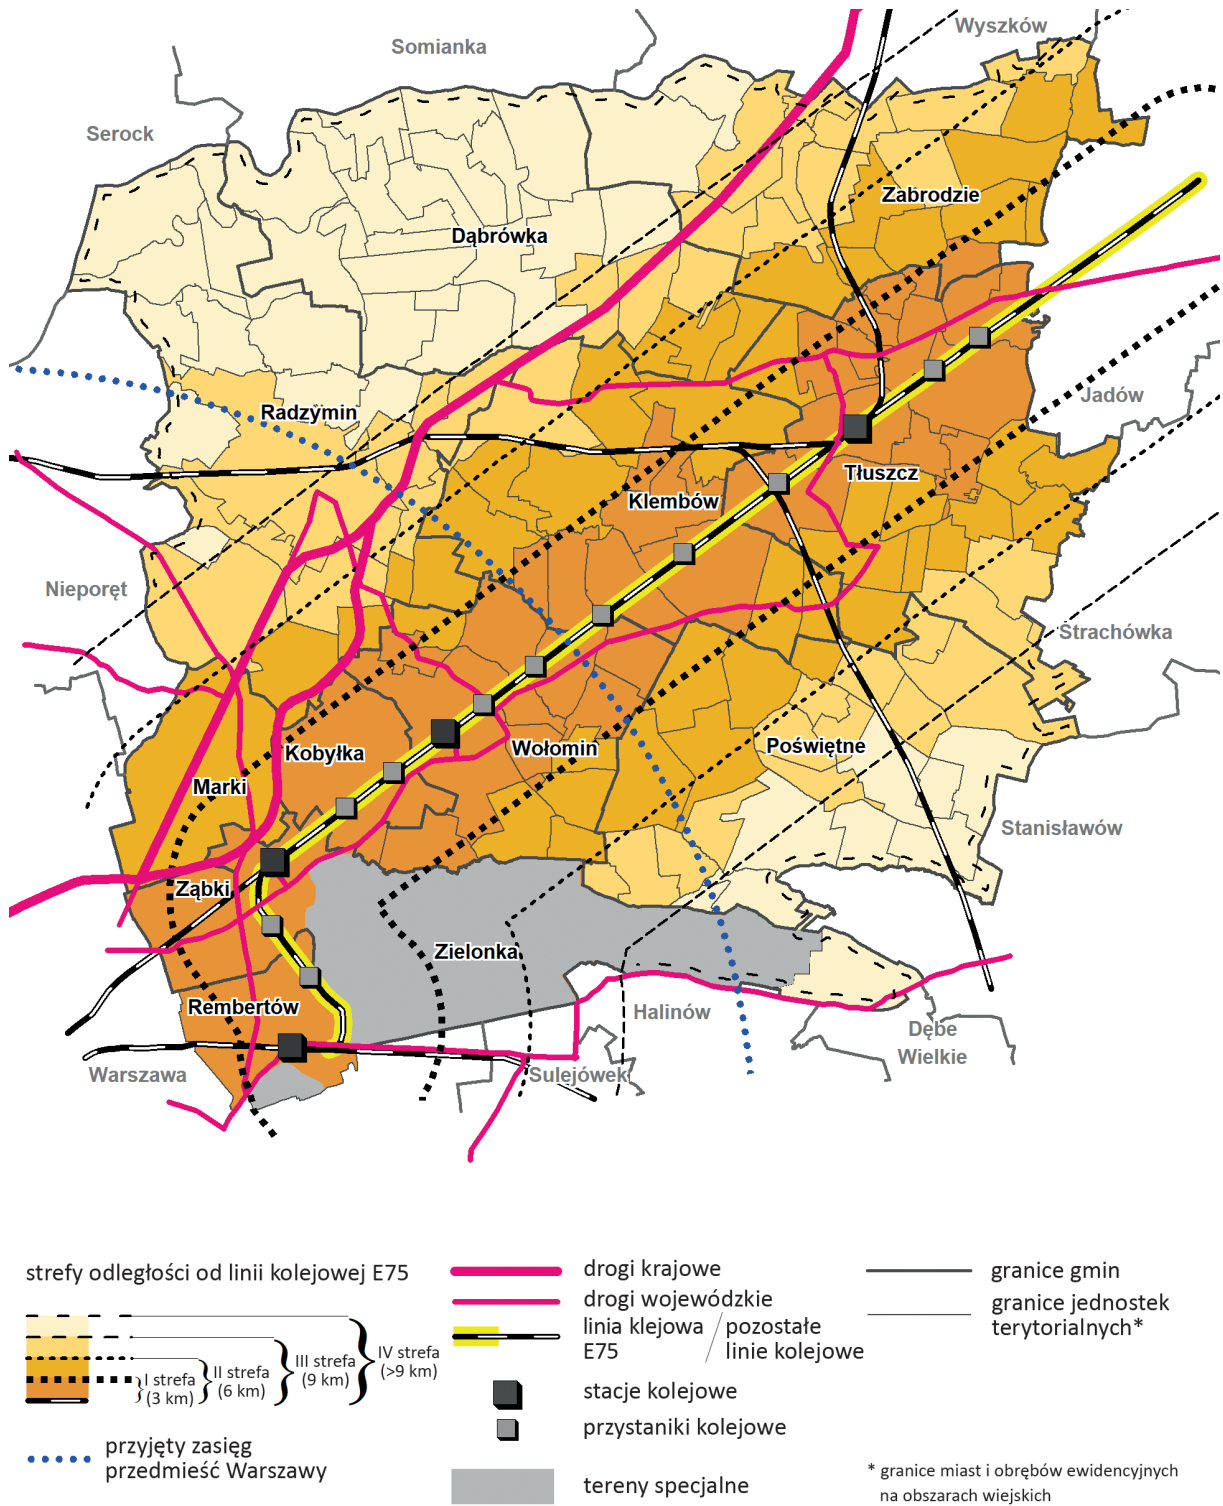 Somianka
Wyszków
Serock
Zabrodzie
Dąbrówka
Radzymin
Jadów
Tłuszcz
Klembów
Nieporęt
Strachówka
Poświętne
Wołomin
Kobyłka
Marki
Stanisławów
Ząbki
Zielonka
Rembertów
Halinów
Dębe
Wielkie
Warszawa
Sulejówek
strefy odległości od linii kolejowej E75
I strefa
(3 km)
II strefa
(6 km)
III strefa
(9 km)
IV strefa
(>9 km)
przyjęty zasięg
przedmieść Warszawy
drogi krajowe
drogi wojewódzkie
linia klejowa
E75
pozostałe
linie kolejowe
stacje kolejowe
przystaniki kolejowe
tereny specjalne
granice gmin
granice jednostek
terytorialnych*
* granice miast i obrębów ewidencyjnych
na obszarach wiejskich